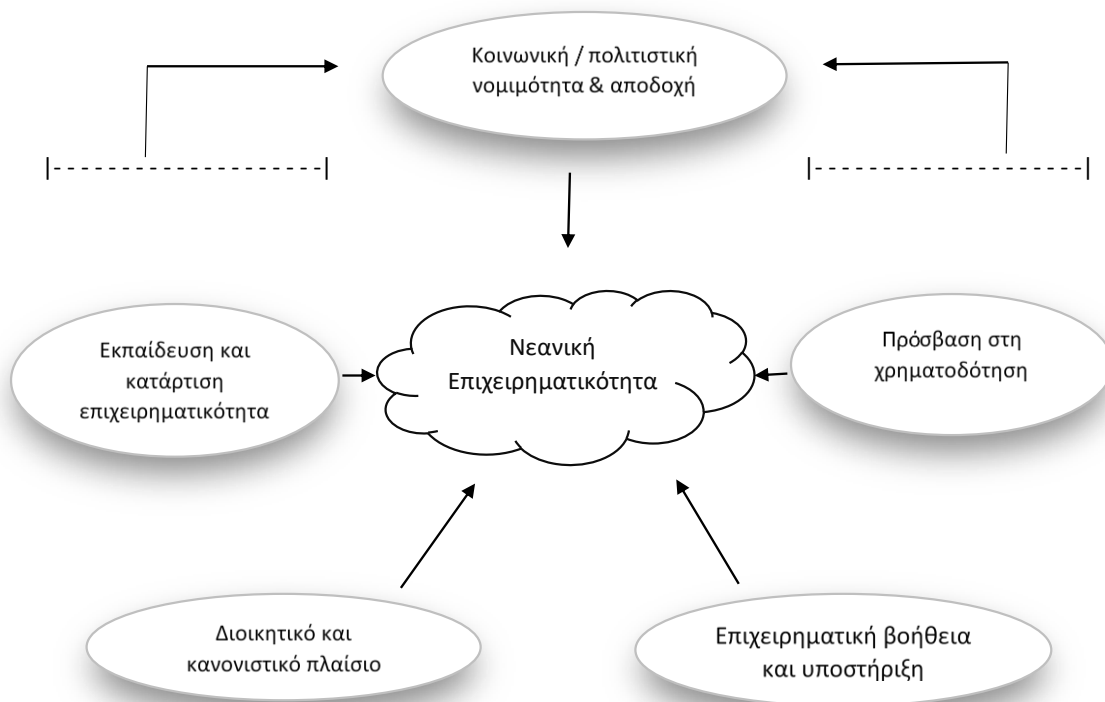 Κοινωνική / πολιτιστική
νομιμότητα & αποδοχή
Εκπαίδευση και
κατάρτιση
επιχειρηματικότητα
Νεανική
Επιχειρηματικότητα
Πρόσβαση στη
χρηματοδότηση
Διοικητικό και
κανονιστικό πλαίσιο
Επιχειρηματική βοήθεια
και υποστήριξη